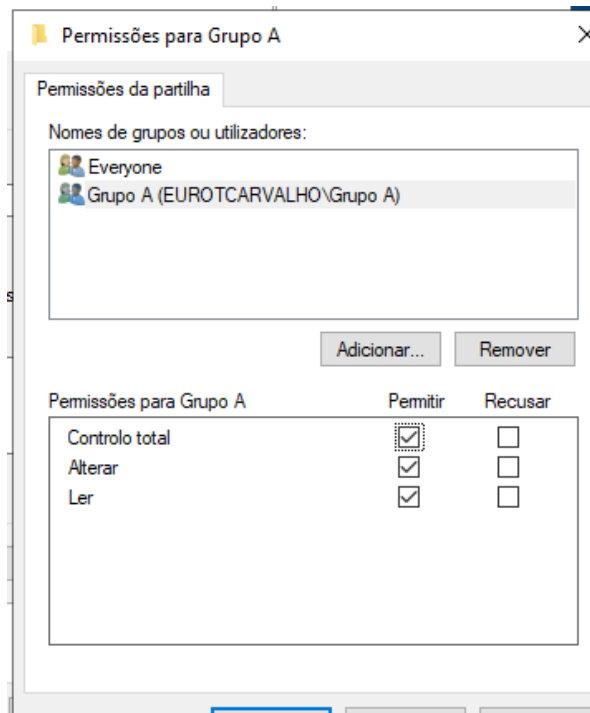 Permissões para Grupo A
Permissões da partilha
Nomes de grupos ou utilizadores:
Everyone
Grupo A (EUROTCARVALHO\Grupo A)
Adicionar... Remover
Permissões para Grupo A Permitir Recusar
Controlo total
Alterar
Ler